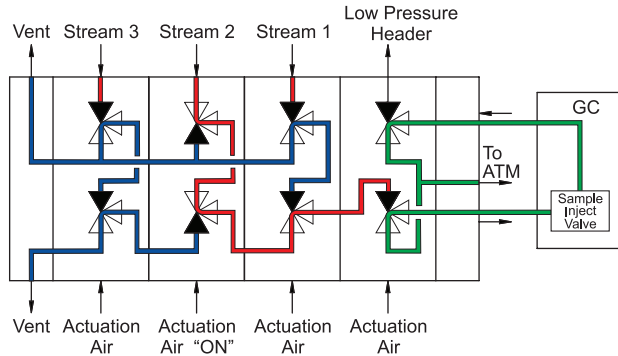 Vent
Stream 3
Stream 2
Stream 1
Low Pressure
Header
GC
To
ATM
Sample
Inject
Valve
Vent
Actuation
Air
Actuation
Air "ON"
Actuation
Air
Actuation
Air